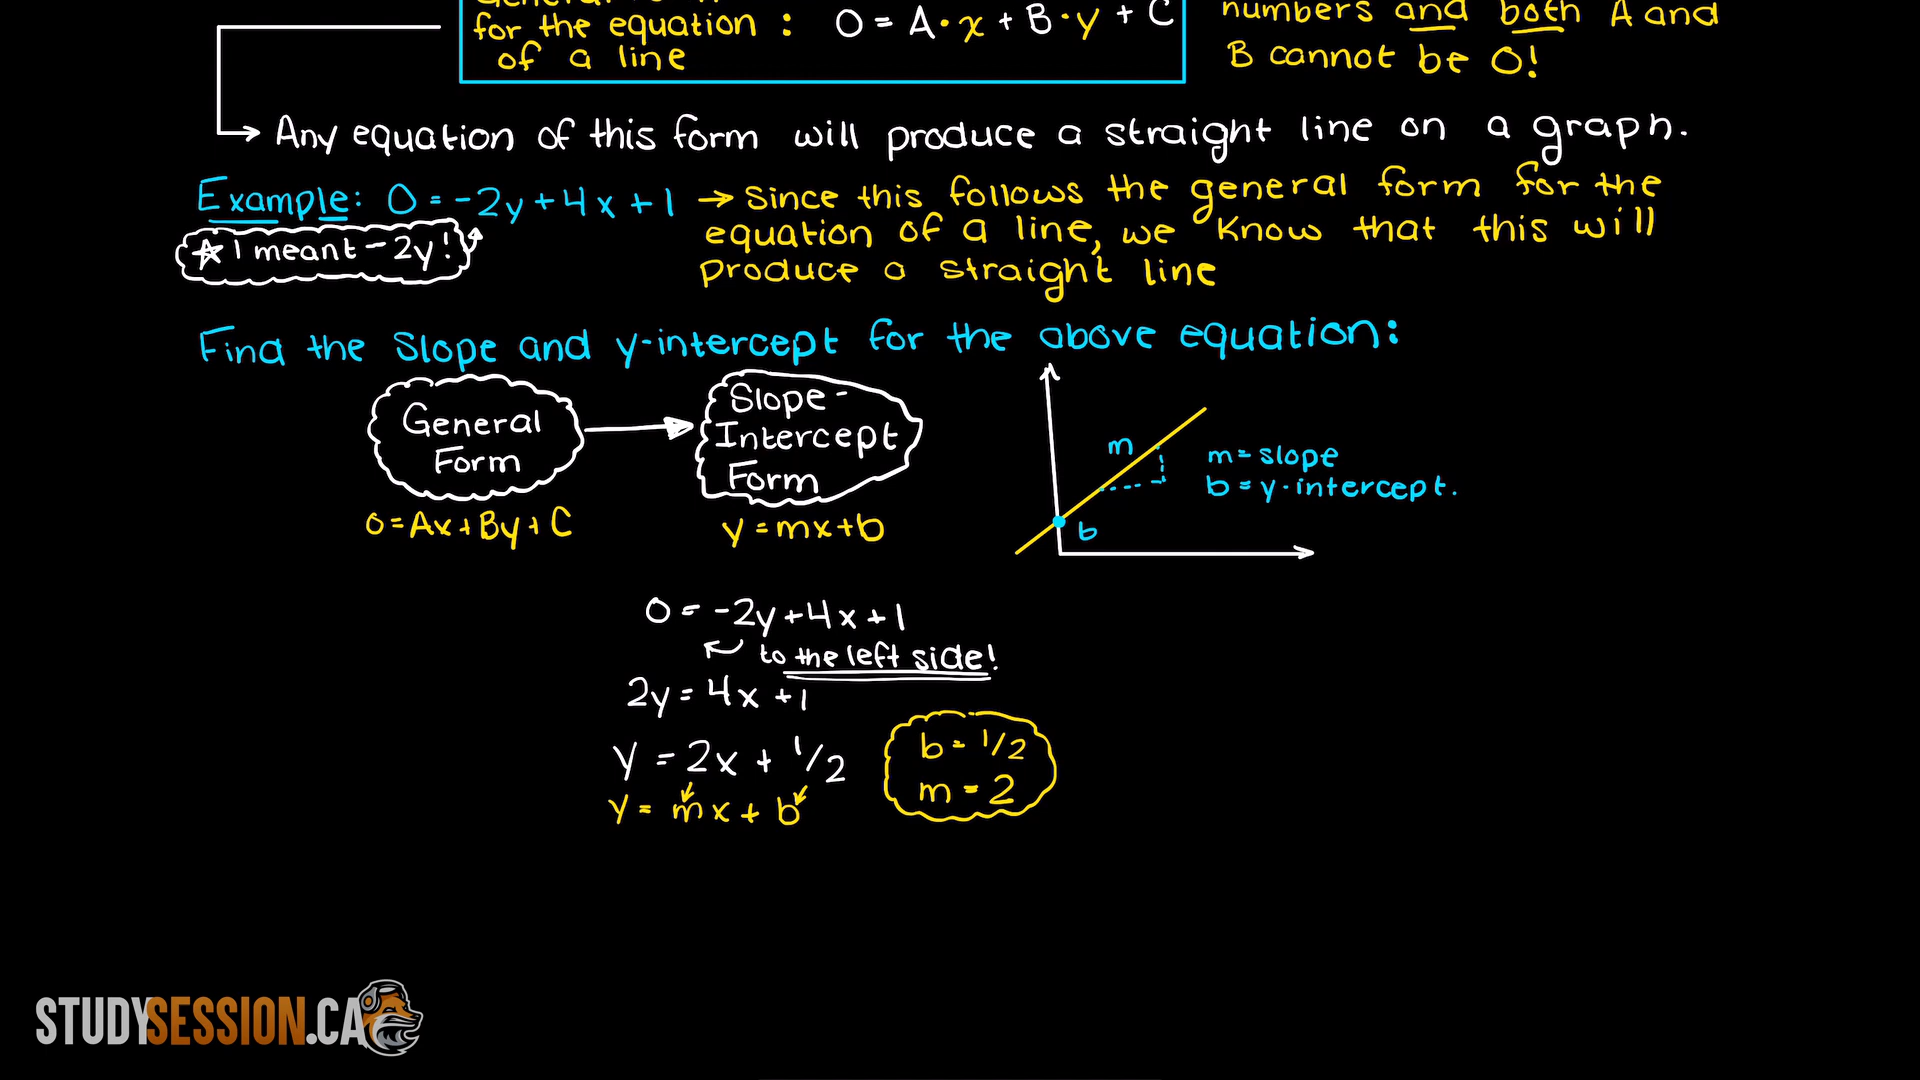 for the equation : 0 = A·x + B·y + C
of a line
numbers and both A and
B cannot be 0!
Any equation of this form will produce a straight line on a graph.
Example: 0 = -2y + 4x + 1 → Since this follows the general form for the
equation of a line, we know that this will
produce a straight line
☆ I meant -2y!
Find the slope and y-intercept for the above equation:
General
Form
0 = Ax + By + C
Slope-
Intercept
Form
y = mx + b
m
b
m = slope
b = y-intercept.
0 = -2y + 4x + 1
to the left side!
2y = 4x + 1
y = 2x + 1/2
y = mx + b
b = 1/2
m = 2
STUDYSESSION.CA